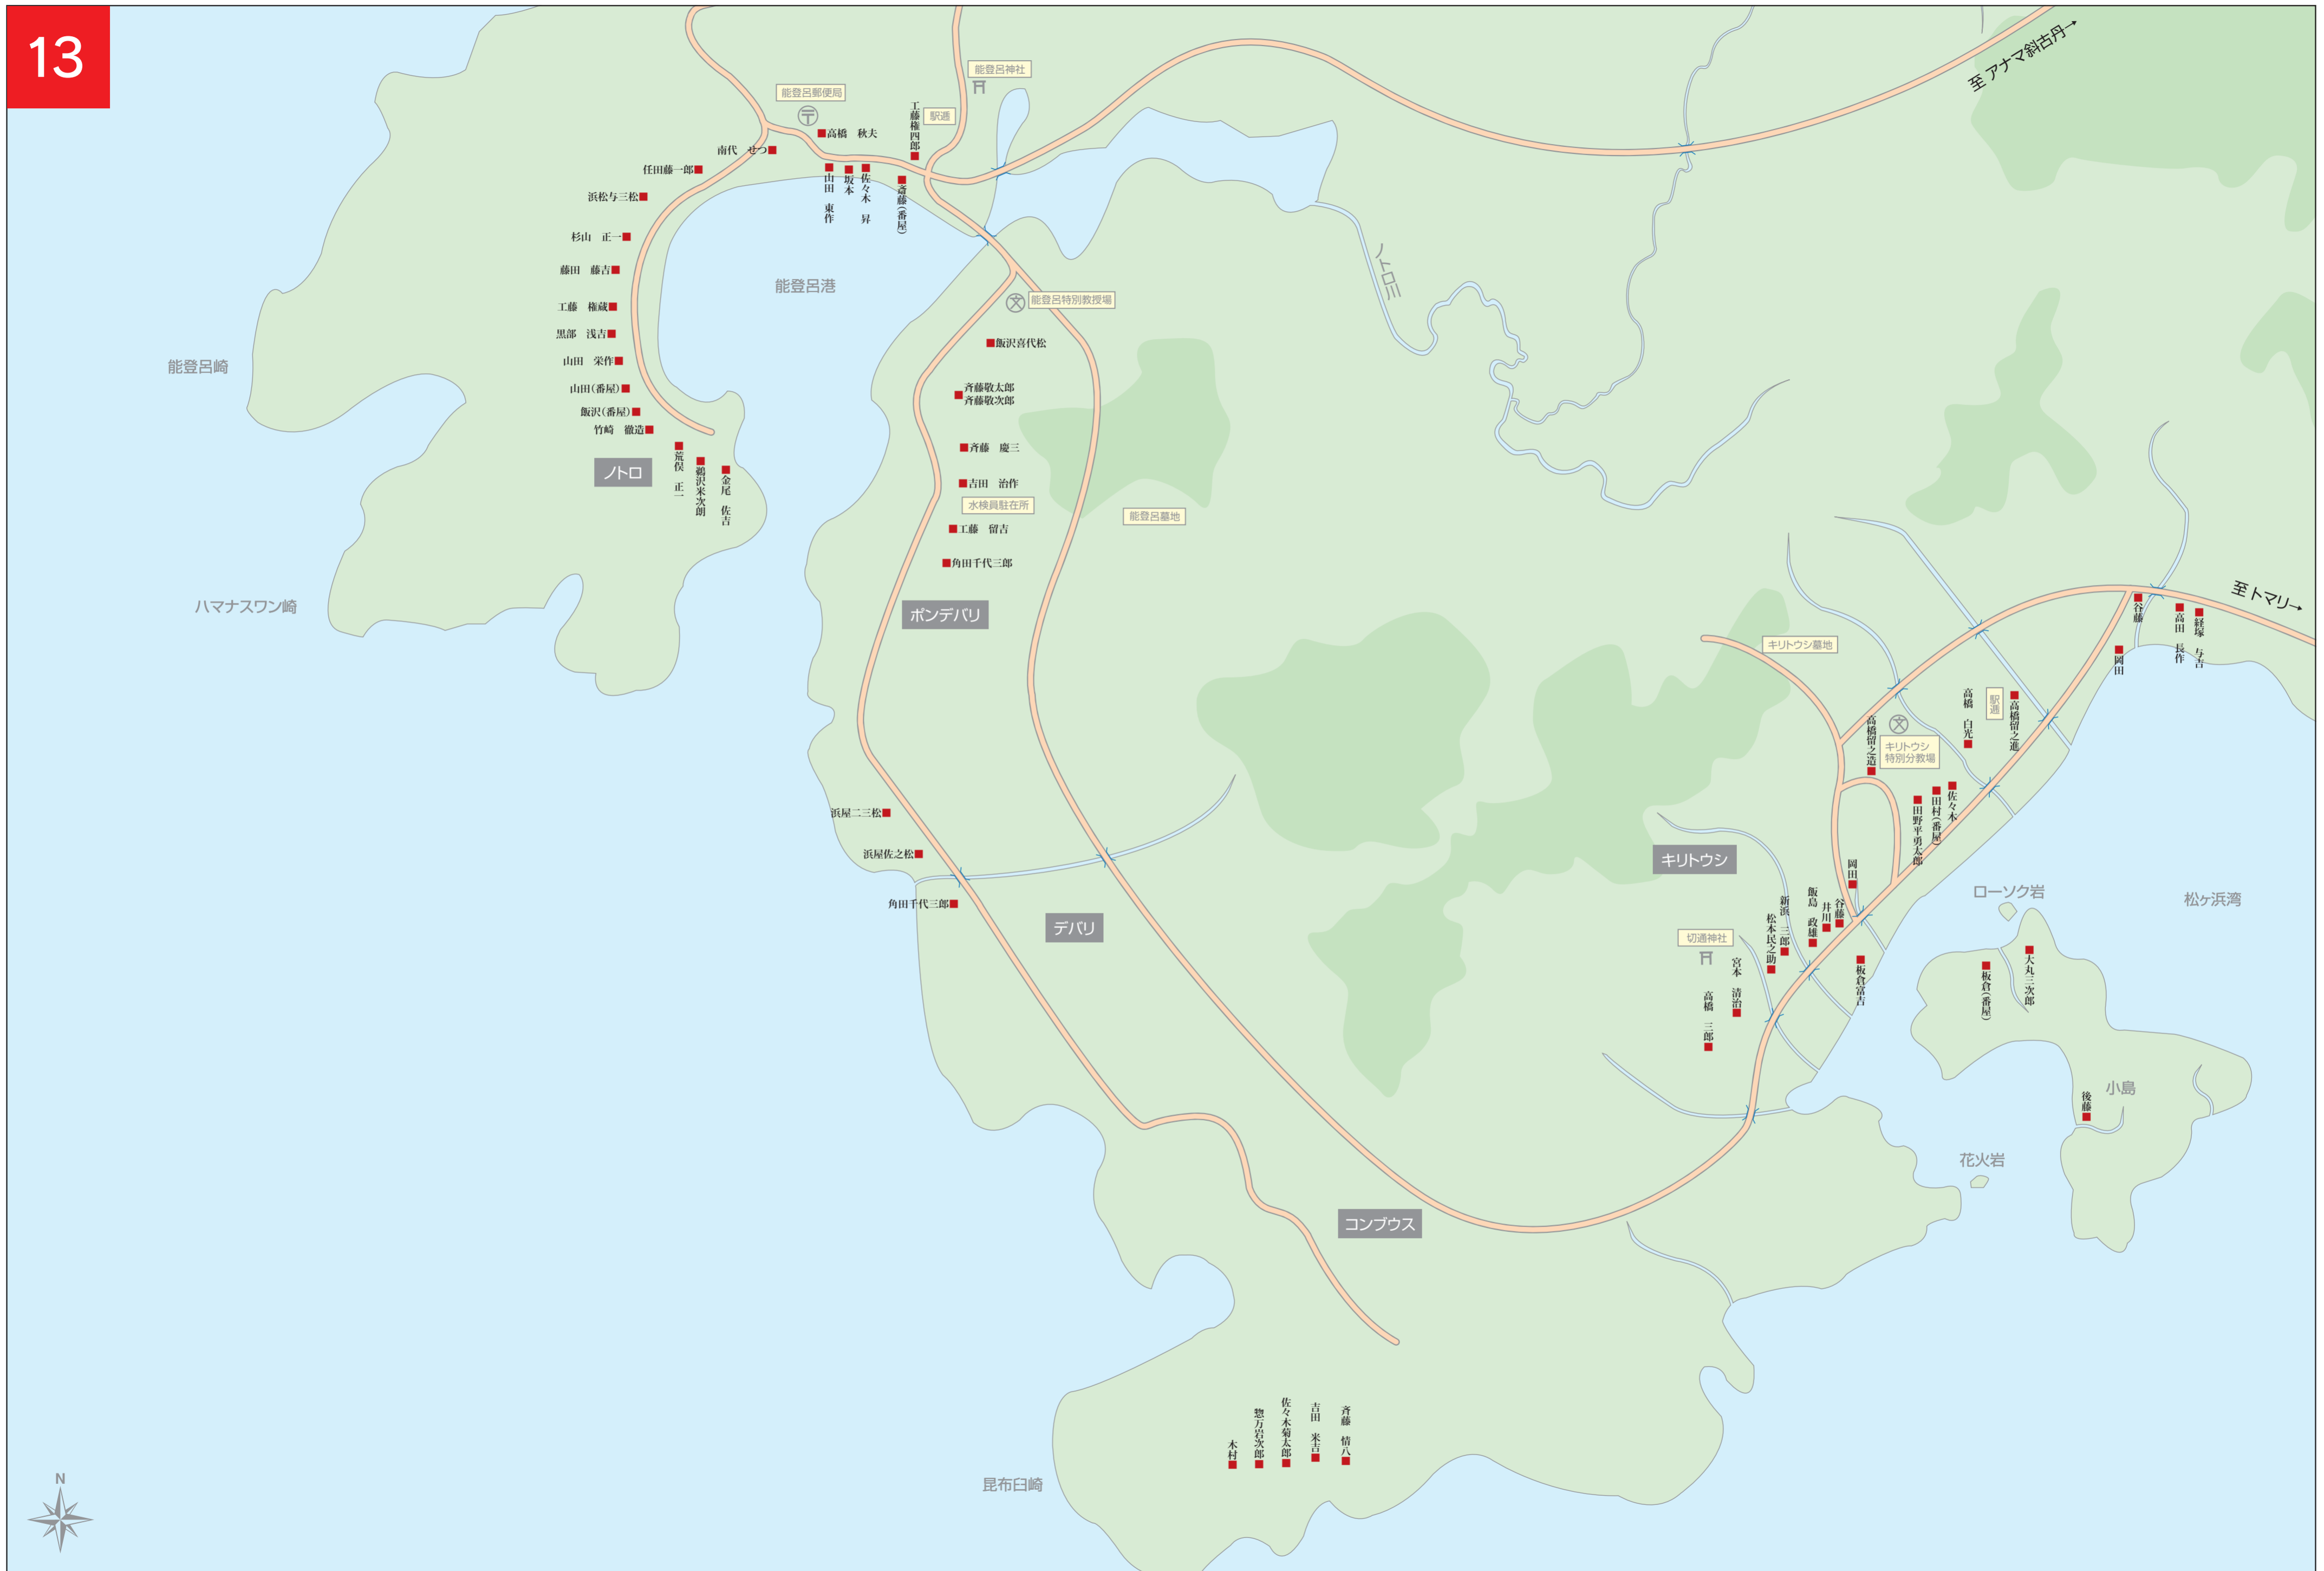 13
至 アナマ斜古丹→
能登呂神社
能登呂郵便局
駅逓
工藤権四郎
高橋　秋夫
南代　せつ
任田藤一郎
浜松与三松
杉山　正一
藤田　藤吉
工藤　権蔵
黒部　浅吉
山田　栄作
山田(番屋)
飯沢(番屋)
竹崎　徹造
ノトロ
荒俣　正一
鵜沢米次朗
金尾　佐吉
山田　東作
坂本
佐々木　昇
斎藤(番屋)
能登呂港
能登呂崎
ハマナスワン崎
能登呂特別教授場
飯沢喜代松
斉藤敬太郎
斉藤敬次郎
斉藤　慶三
吉田　治作
水検員駐在所
工藤　留吉
角田千代三郎
ポンデバリ
能登呂墓地
ノトロ川
浜屋二三松
浜屋佐之松
角田千代三郎
デバリ
コンブウス
木村
惣万岩次郎
佐々木菊太郎
吉田　米吉
斉藤　情八
昆布臼崎
至 トマリ→
谷藤
高田　長作
経塚　与吉
岡田
キリトウシ墓地
高橋　白光
駅逓
高橋留之進
高橋留之造
キリトウシ
特別分教場
佐々木
田村(番屋)
田野平勇太郎
キリトウシ
岡田
谷藤
井川
飯島　政雄
新浜　三郎
松本民之助
切通神社
宮本　清治
高橋　三郎
板倉富吉
ローソク岩
松ヶ浜湾
大丸三次郎
板倉(番屋)
小島
後藤
花火岩
N